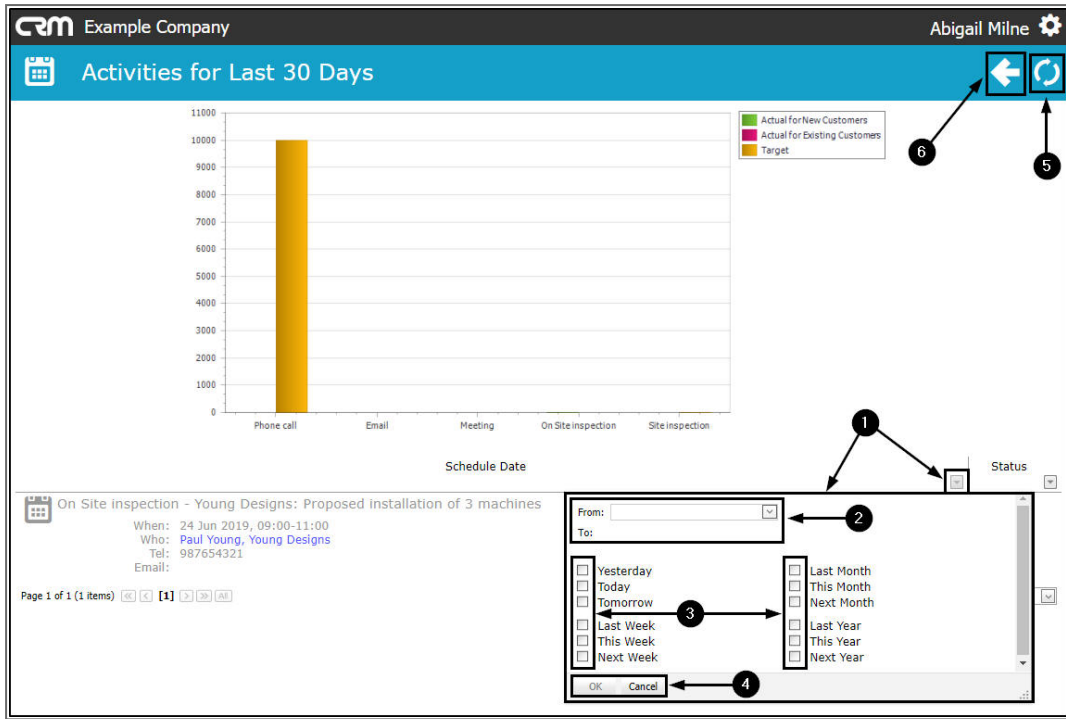 CRM Example Company
Abigail Milne
Activities for Last 30 Days
6
5
11000
10000
9000
8000
7000
6000
5000
4000
3000
2000
1000
0
Phone call Email Meeting On Site inspection Site inspection
Actual for New Customers
Actual for Existing Customers
Target
1
Schedule Date Status
On Site inspection - Young Designs: Proposed installation of 3 machines
When: 24 Jun 2019, 09:00-11:00
Who: Paul Young, Young Designs
Tel: 987654321
Email:
Page 1 of 1 (1 items) [1] All
From:
To:
2
Yesterday
Today
Tomorrow
Last Week
This Week
Next Week
3
Last Month
This Month
Next Month
Last Year
This Year
Next Year
OK Cancel
4